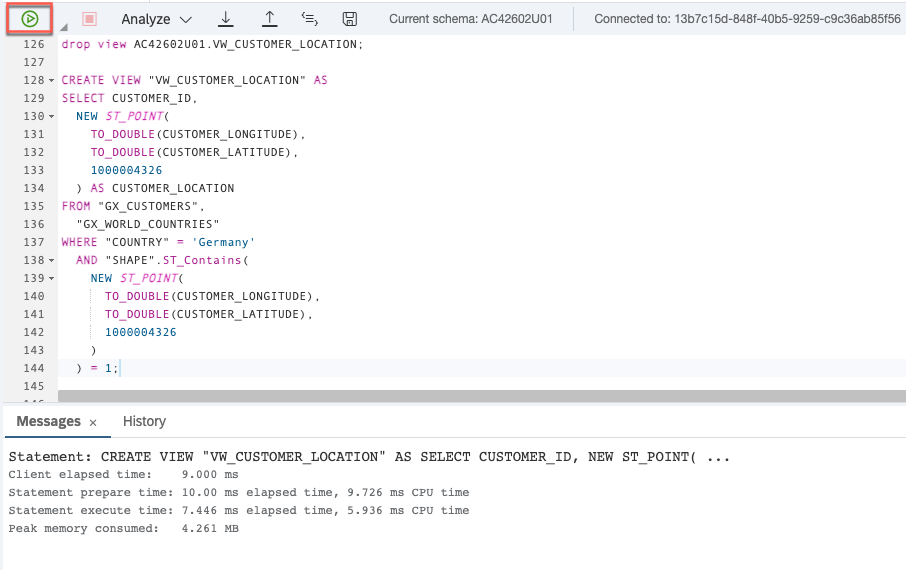 Analyze Current schema: AC42602U01 Connected to: 13b7c15d-848f-40b5-9259-c9c36ab85f56
126 drop view AC42602U01.VW_CUSTOMER_LOCATION;
127
128 CREATE VIEW "VW_CUSTOMER_LOCATION" AS
129 SELECT CUSTOMER_ID,
130 NEW ST_POINT(
131 TO_DOUBLE(CUSTOMER_LONGITUDE),
132 TO_DOUBLE(CUSTOMER_LATITUDE),
133 1000004326
134 ) AS CUSTOMER_LOCATION
135 FROM "GX_CUSTOMERS",
136 "GX_WORLD_COUNTRIES"
137 WHERE "COUNTRY" = 'Germany'
138 AND "SHAPE".ST_Contains(
139 NEW ST_POINT(
140 TO_DOUBLE(CUSTOMER_LONGITUDE),
141 TO_DOUBLE(CUSTOMER_LATITUDE),
142 1000004326
143 )
144 ) = 1;
145
Messages × History
Statement: CREATE VIEW "VW_CUSTOMER_LOCATION" AS SELECT CUSTOMER_ID, NEW ST_POINT( ...
Client elapsed time: 9.000 ms
Statement prepare time: 10.00 ms elapsed time, 9.726 ms CPU time
Statement execute time: 7.446 ms elapsed time, 5.936 ms CPU time
Peak memory consumed: 4.261 MB